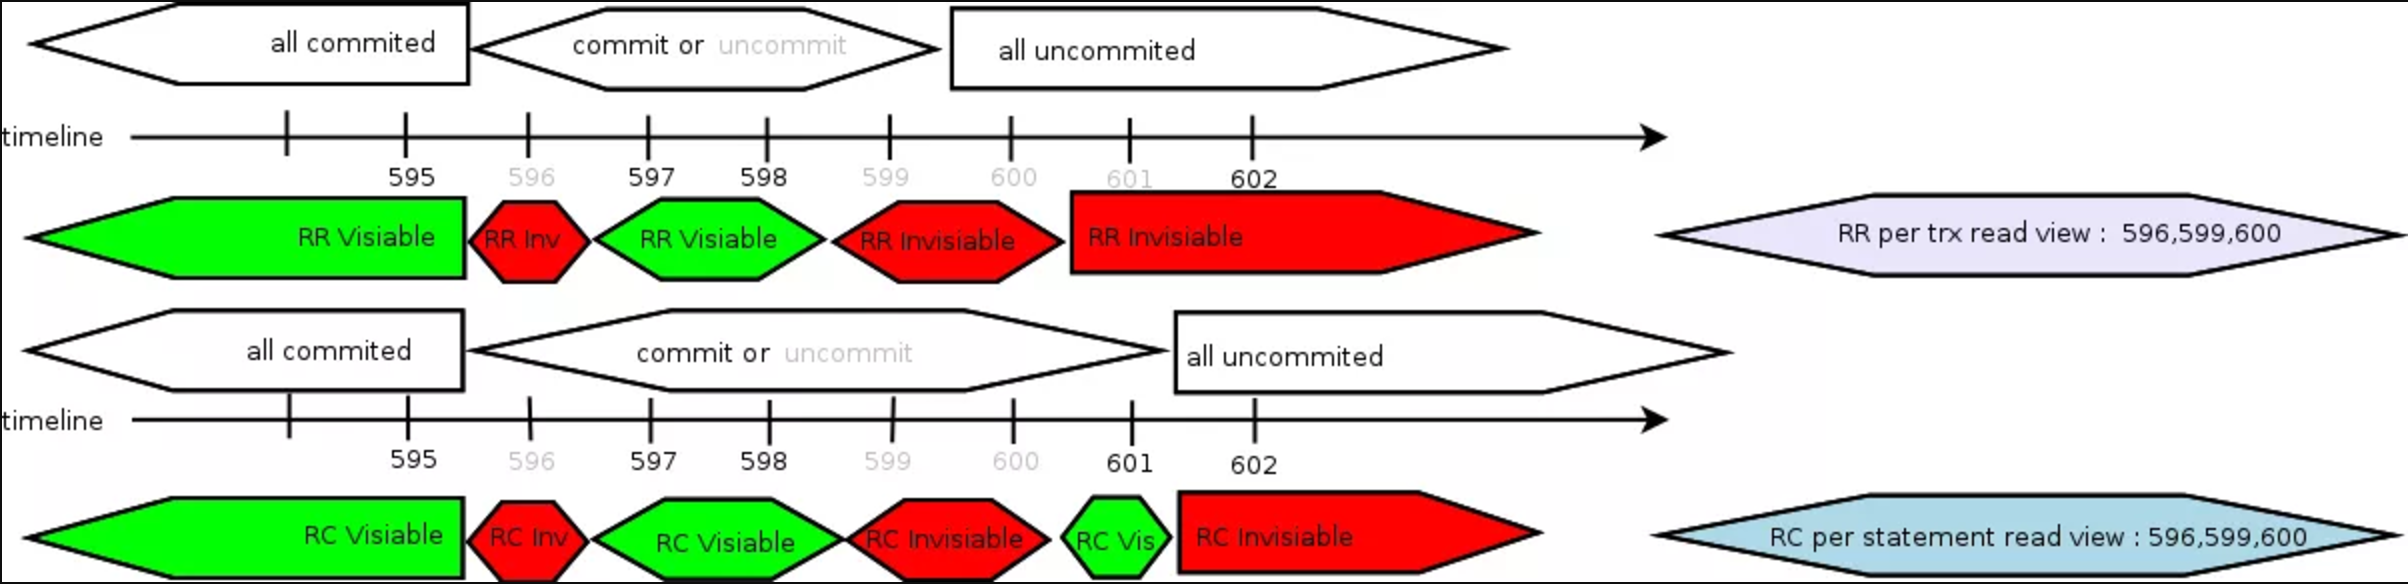 all commited
commit or uncommit
all uncommited
timeline
595 596 597 598 599 600 601 602
RR Visiable
RR Inv
RR Visiable
RR Invisiable
RR Invisiable
RR per trx read view : 596,599,600
all commited
commit or uncommit
all uncommited
timeline
595 596 597 598 599 600 601 602
RC Visiable
RC Inv
RC Visiable
RC Invisiable
RC Vis
RC Invisiable
RC per statement read view : 596,599,600